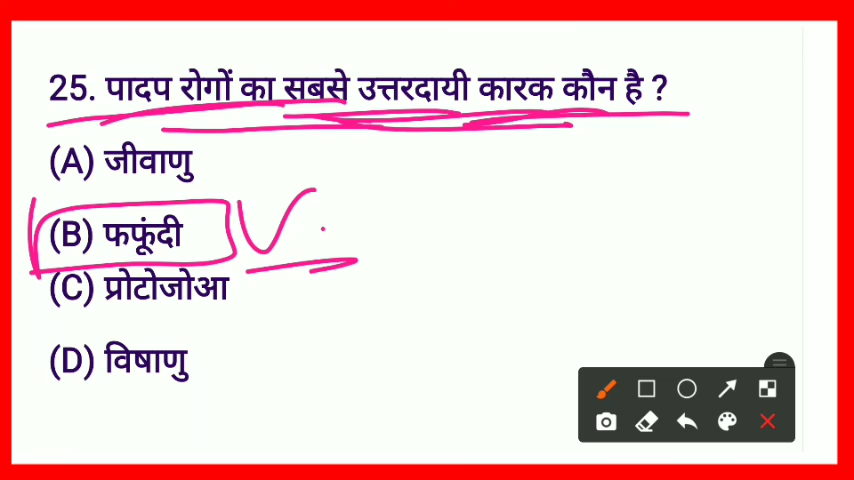 25. पादप रोगों का सबसे उत्तरदायी कारक कौन है ?
(A) जीवाणु
(B) फफूंदी
(C) प्रोटोजोआ
(D) विषाणु